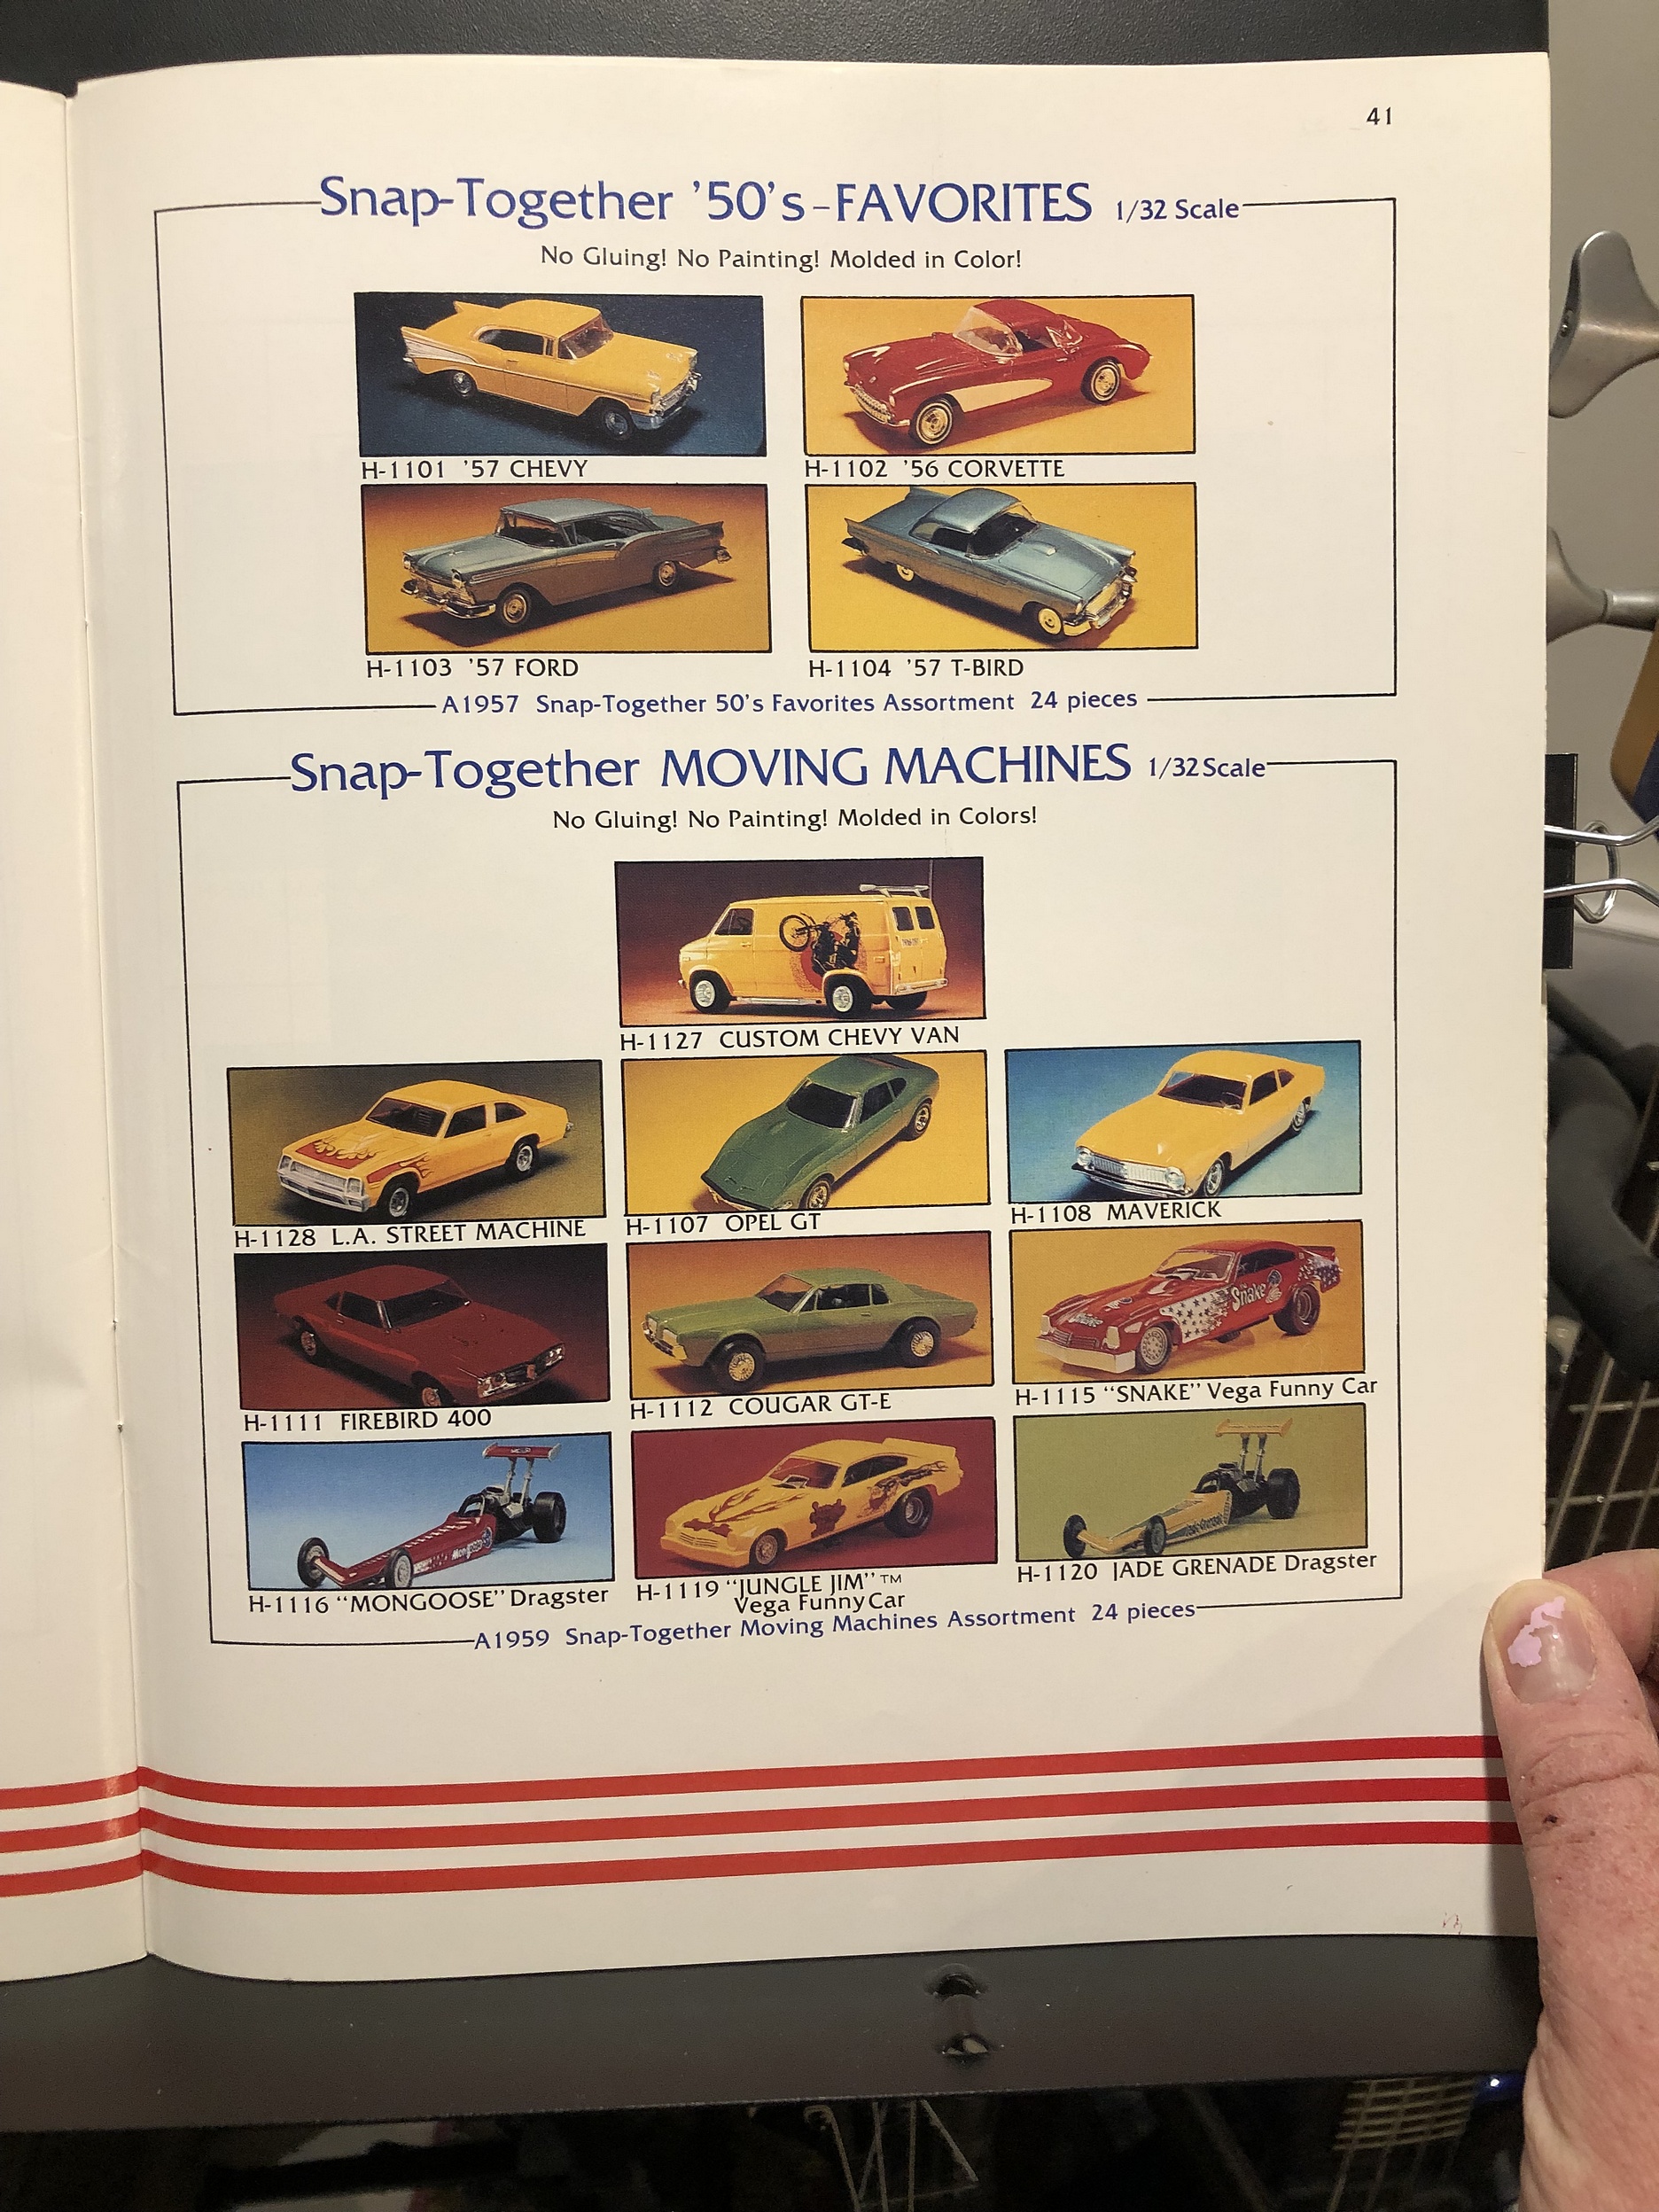 41
Snap-Together '50's-FAVORITES 1/32 Scale
No Gluing! No Painting! Molded in Color!
H-1101 '57 CHEVY
H-1102 '56 CORVETTE
H-1103 '57 FORD
H-1104 '57 T-BIRD
A1957 Snap-Together 50's Favorites Assortment 24 pieces
Snap-Together MOVING MACHINES 1/32 Scale
No Gluing! No Painting! Molded in Colors!
H-1127 CUSTOM CHEVY VAN
H-1128 L.A. STREET MACHINE
H-1107 OPEL GT
H-1108 MAVERICK
Snake
H-1111 FIREBIRD 400
H-1112 COUGAR GT-E
H-1115 "SNAKE" Vega Funny Car
Mongoose
H-1116 "MONGOOSE" Dragster
H-1119 "JUNGLE JIM"™
Vega Funny Car
H-1120 JADE GRENADE Dragster
A1959 Snap-Together Moving Machines Assortment 24 pieces